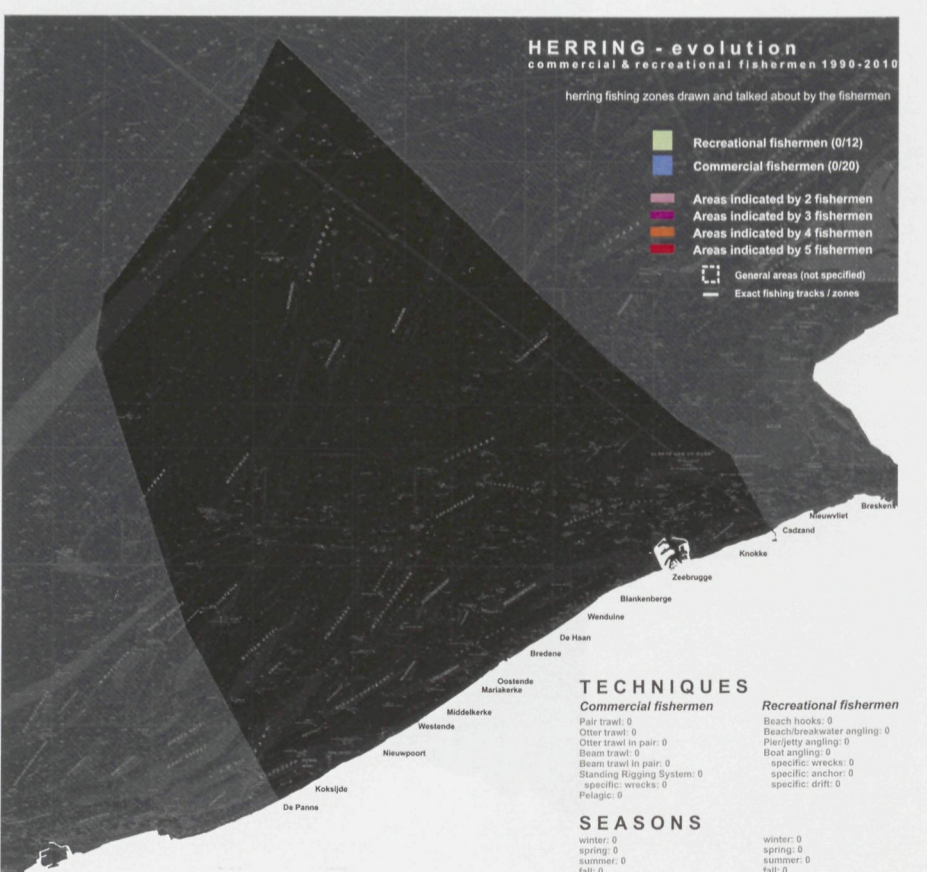 HERRING - evolution
commercial & recreational fishermen 1990-2010
herring fishing zones drawn and talked about by the fishermen
Recreational fishermen (0/12)
Commercial fishermen (0/20)
Areas indicated by 2 fishermen
Areas indicated by 3 fishermen
Areas indicated by 4 fishermen
Areas indicated by 5 fishermen
General areas (not specified)
Exact fishing tracks / zones
Breskens
Nieuwvliet
Cadzand
Knokke
Zeebrugge
Blankenberge
Wenduine
De Haan
Bredene
Oostende
Mariakerke
Middelkerke
Westende
Nieuwpoort
Koksijde
De Panne
TECHNIQUES
Commercial fishermen
Pair trawl: 0
Otter trawl: 0
Otter trawl in pair: 0
Beam trawl: 0
Beam trawl in pair: 0
Standing Rigging System: 0
specific: wrecks: 0
Pelagic: 0
Recreational fishermen
Beach hooks: 0
Beach/breakwater angling: 0
Pier/jetty angling: 0
Boat angling: 0
specific: wrecks: 0
specific: anchor: 0
specific: drift: 0
SEASONS
winter: 0
spring: 0
summer: 0
fall: 0
winter: 0
spring: 0
summer: 0
fall: 0